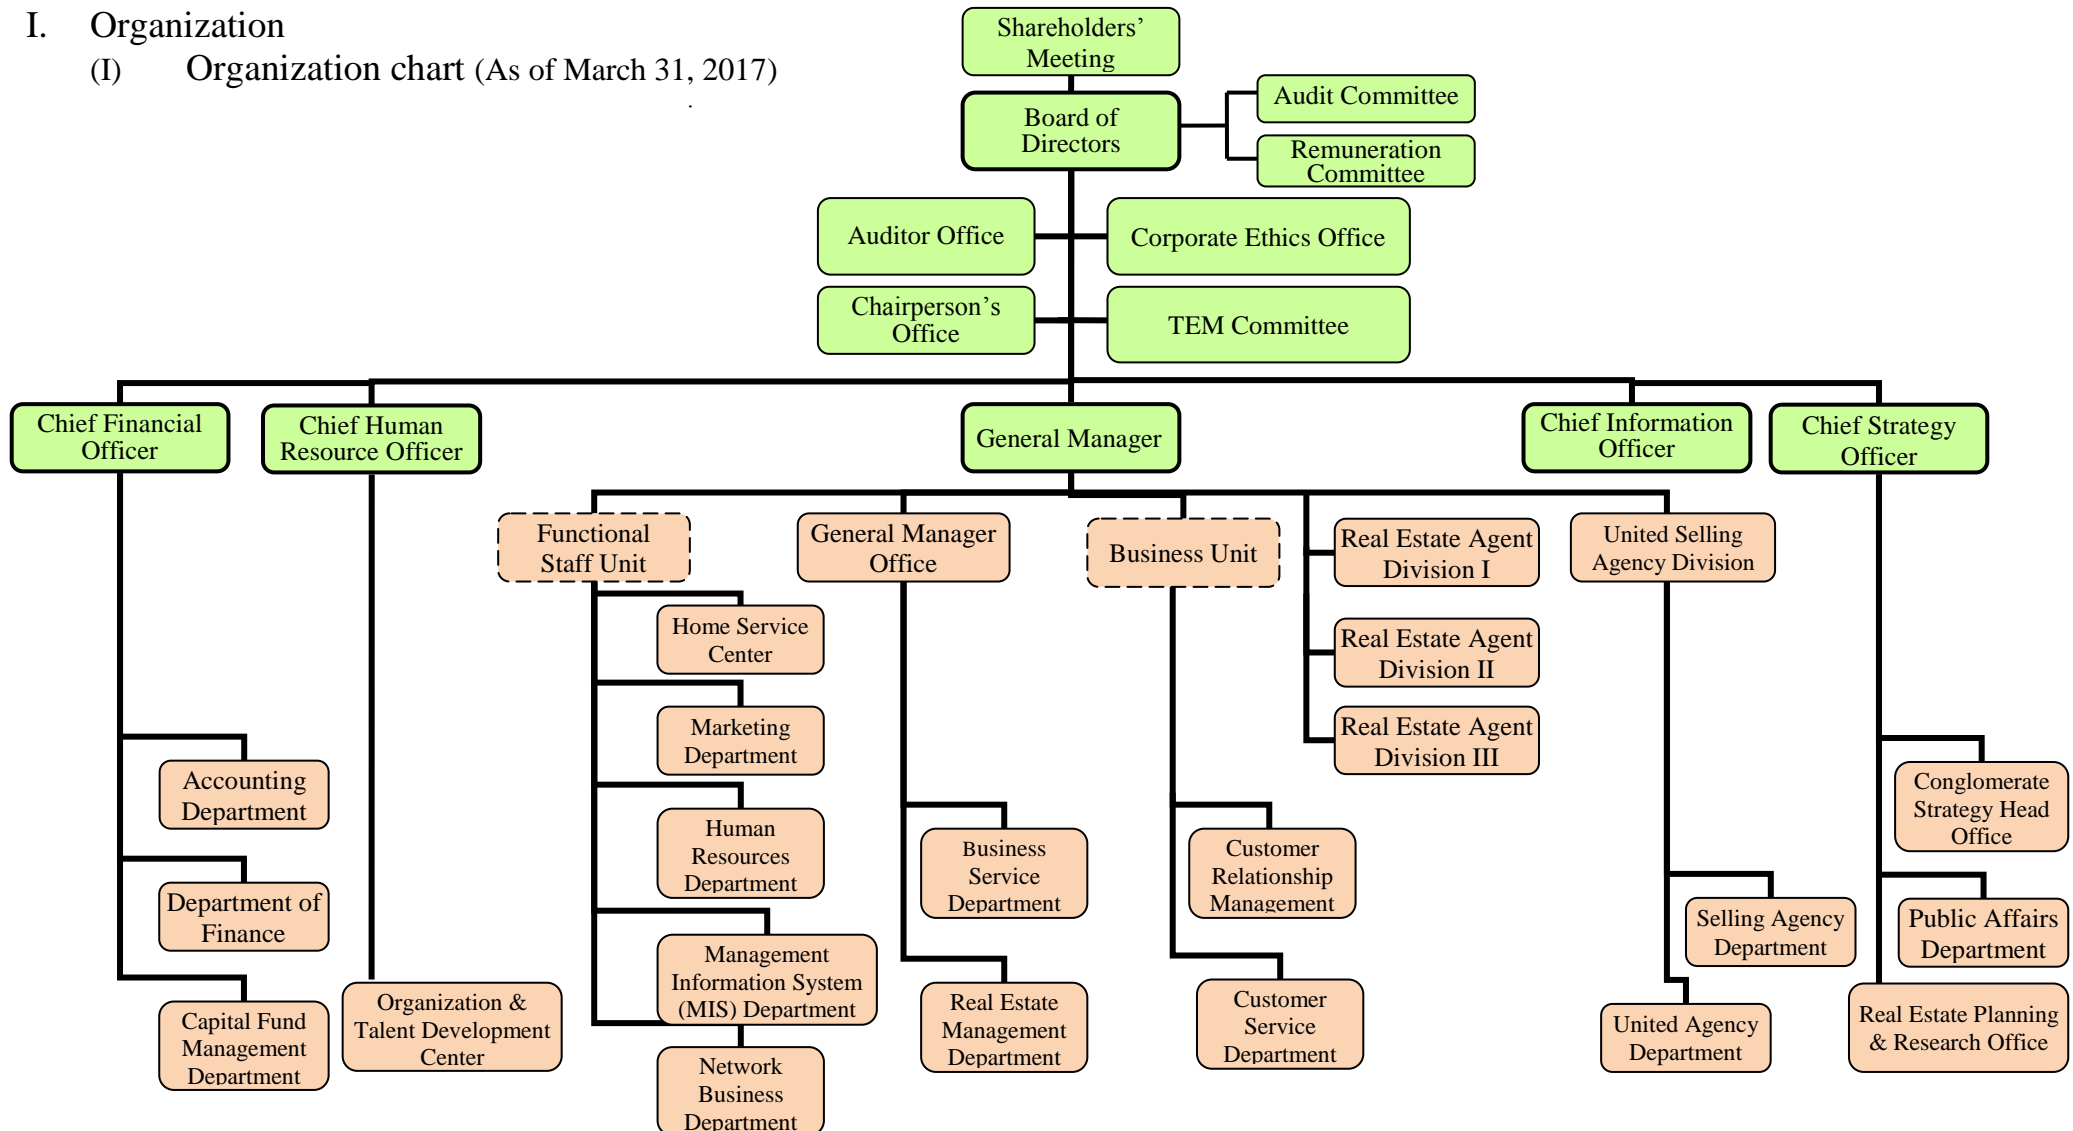 I. Organization
(I) Organization chart (As of March 31, 2017)
Shareholders’
Meeting
Board of
Directors
Audit Committee
Remuneration
Committee
Auditor Office
Corporate Ethics Office
Chairperson’s
Office
TEM Committee
Chief Financial
Officer
Chief Human
Resource Officer
General Manager
Chief Information
Officer
Chief Strategy
Officer
Functional
Staff Unit
General Manager
Office
Business Unit
Real Estate Agent
Division I
United Selling
Agency Division
Home Service
Center
Real Estate Agent
Division II
Marketing
Department
Real Estate Agent
Division III
Accounting
Department
Conglomerate
Strategy Head
Office
Human
Resources
Department
Business
Service
Department
Customer
Relationship
Management
Department of
Finance
Selling Agency
Department
Public Affairs
Department
Management
Information System
(MIS) Department
Capital Fund
Management
Department
Organization &
Talent Development
Center
Real Estate
Management
Department
Customer
Service
Department
United Agency
Department
Real Estate Planning
& Research Office
Network
Business
Department